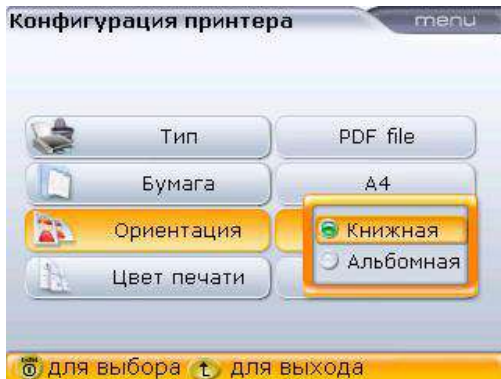 Конфигурация принтера menu
Тип PDF file
Бумага A4
Ориентация Книжная
Альбомная
Цвет печати
для выбора для выхода